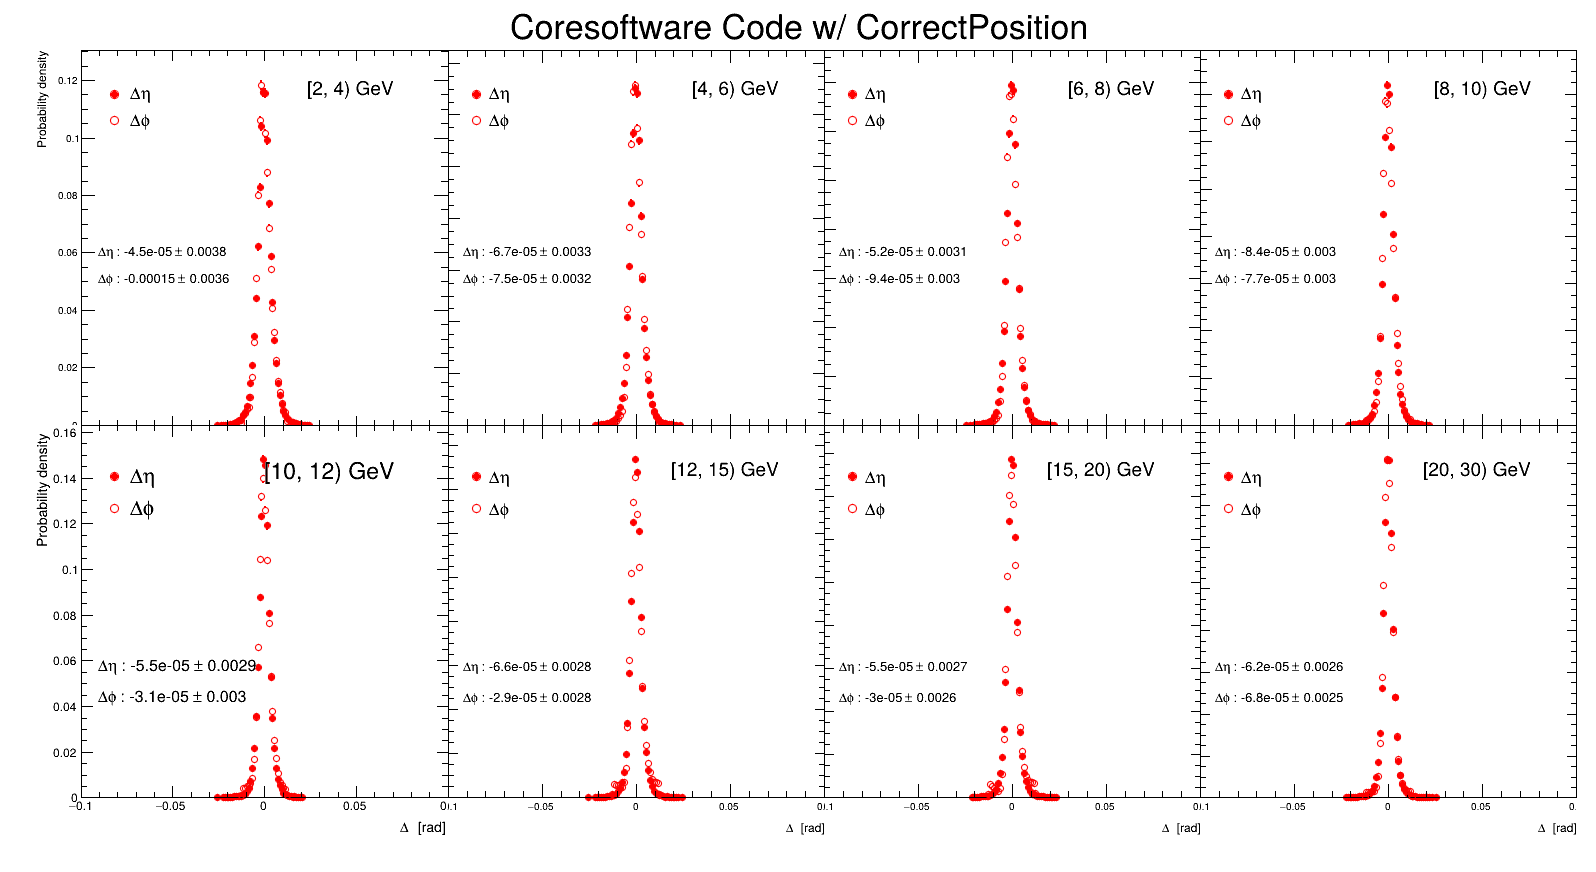 Coresoftware Code w/ CorrectPosition
Probability density
0.12
0.1
0.08
0.06
0.04
0.02
Δη
Δϕ
[2, 4) GeV
Δη : -4.5e-05 ± 0.0038
Δϕ : -0.00015 ± 0.0036
Δη
Δϕ
[4, 6) GeV
Δη : -6.7e-05 ± 0.0033
Δϕ : -7.5e-05 ± 0.0032
Δη
Δϕ
[6, 8) GeV
Δη : -5.2e-05 ± 0.0031
Δϕ : -9.4e-05 ± 0.003
Δη
Δϕ
[8, 10) GeV
Δη : -8.4e-05 ± 0.003
Δϕ : -7.7e-05 ± 0.003
Probability density
0.16
0.14
0.12
0.1
0.08
0.06
0.04
0.02
0
Δη
Δϕ
[10, 12) GeV
Δη : -5.5e-05 ± 0.0029
Δϕ : -3.1e-05 ± 0.003
−0.1 −0.05 0 0.05
Δ [rad]
Δη
Δϕ
[12, 15) GeV
Δη : -6.6e-05 ± 0.0028
Δϕ : -2.9e-05 ± 0.0028
−0.05 0 0.05
Δ [rad]
Δη
Δϕ
[15, 20) GeV
Δη : -5.5e-05 ± 0.0027
Δϕ : -3e-05 ± 0.0026
−0.05 0 0.05
Δ [rad]
Δη
Δϕ
[20, 30) GeV
Δη : -6.2e-05 ± 0.0026
Δϕ : -6.8e-05 ± 0.0025
−0.05 0 0.05
Δ [rad]